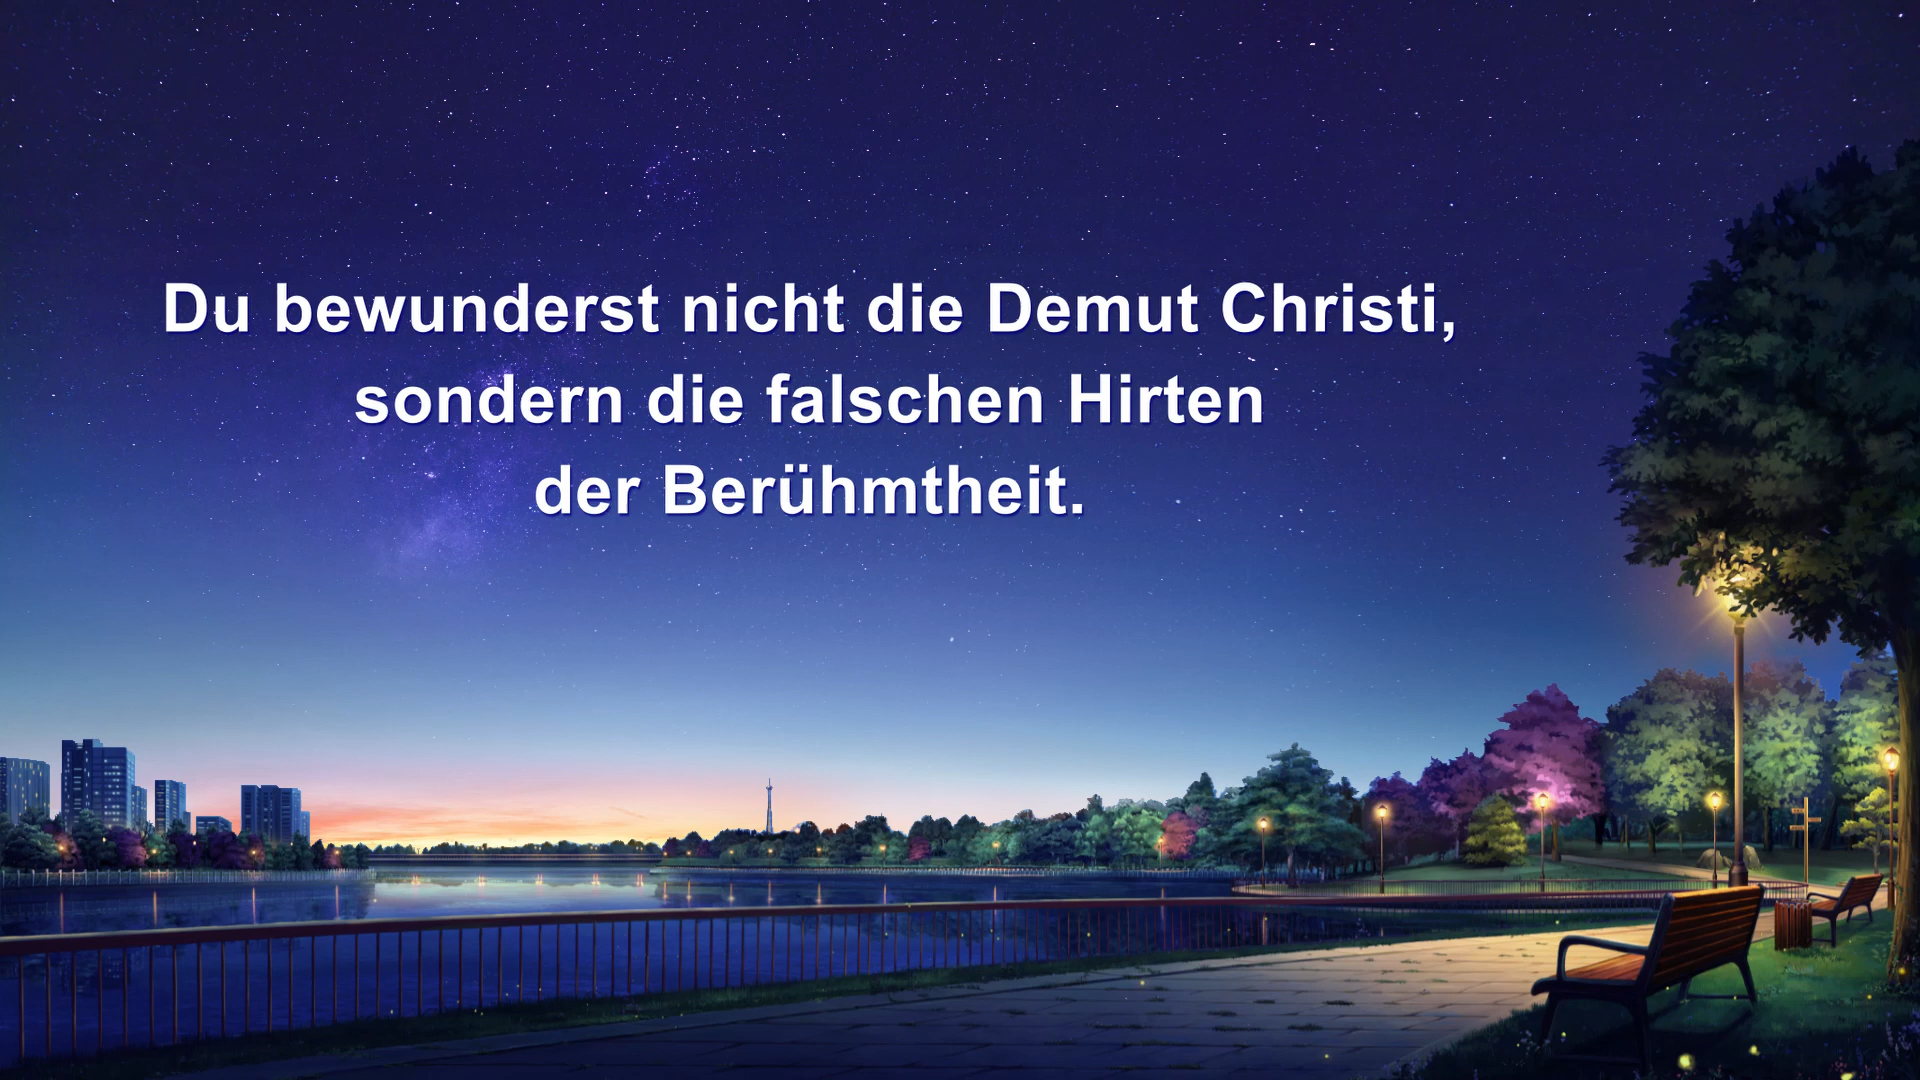 Du bewunderst nicht die Demut Christi,
sondern die falschen Hirten
der Berühmtheit.